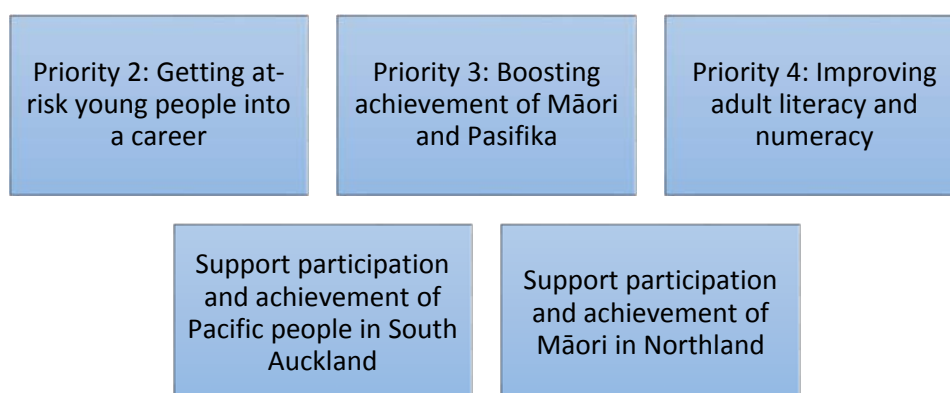 Priority 2: Getting at-
risk young people into
a career
Priority 3: Boosting
achievement of Māori
and Pasifika
Priority 4: Improving
adult literacy and
numeracy
Support participation
and achievement of
Pacific people in South
Auckland
Support participation
and achievement of
Māori in Northland